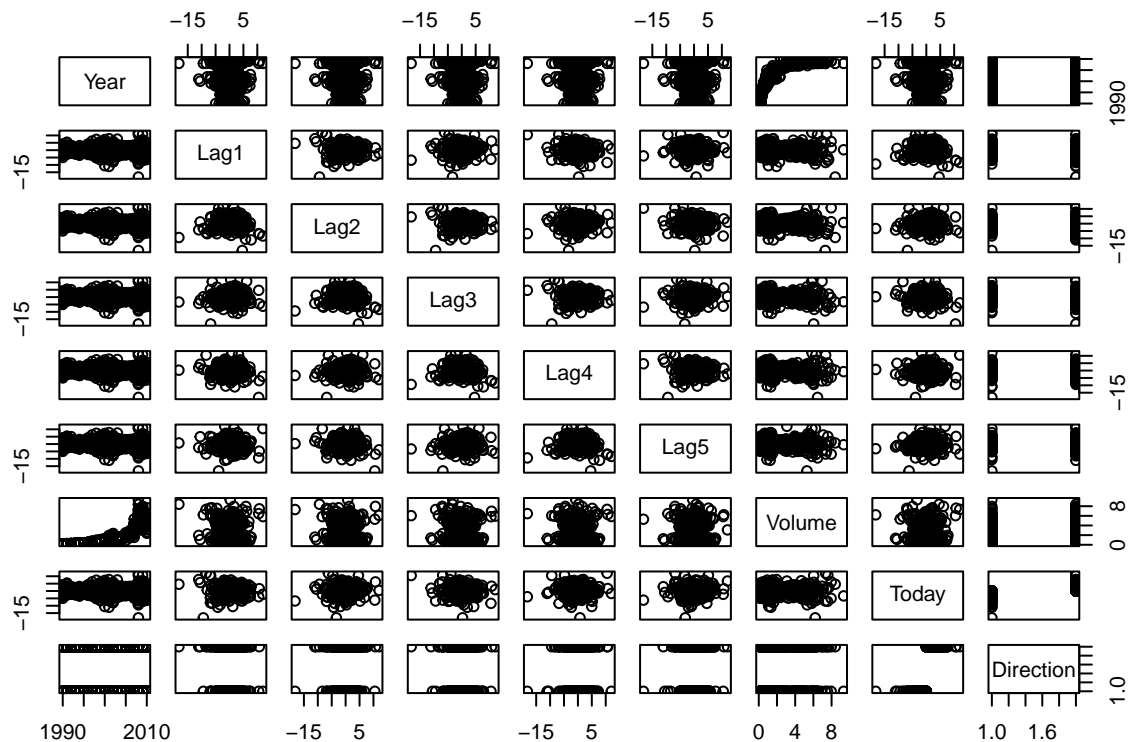 −15 5 −15 5 −15 5
Year 1990
−15 Lag1
Lag2 −15
−15 Lag3
Lag4 −15
−15 Lag5
Volume 0 8
−15 Today
Direction 1.0
1990 2010 −15 5 −15 5 0 4 8 1.0 1.6